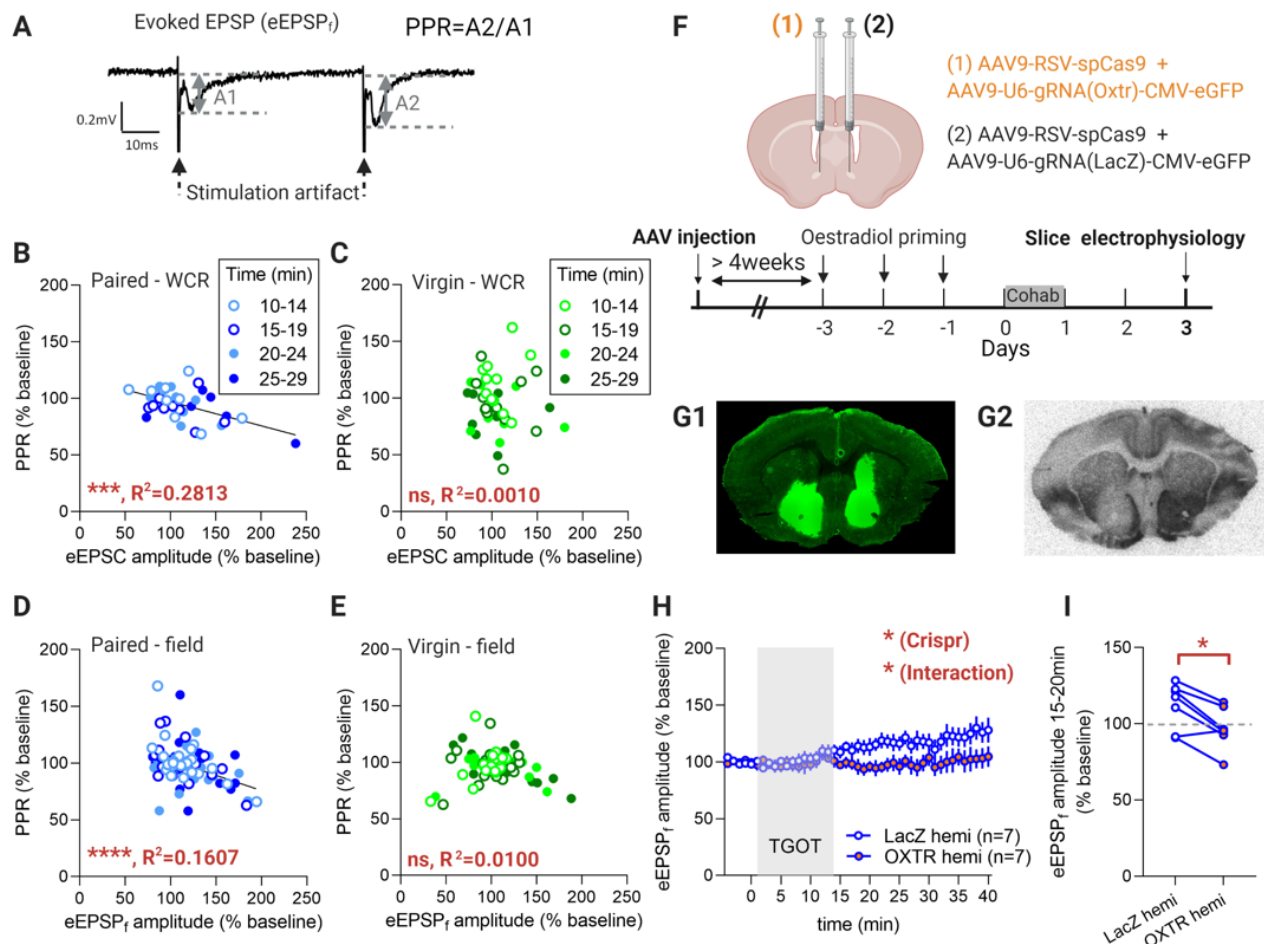 A
Evoked EPSP (eEPSPf)
PPR=A2/A1
A1
A2
0.2mV
10ms
Stimulation artifact
B
Paired - WCR
Time (min)
10-14
15-19
20-24
25-29
PPR (% baseline)
200
150
100
50
0
***, R²=0.2813
0 50 100 150 200 250
eEPSC amplitude (% baseline)
C
Virgin - WCR
Time (min)
10-14
15-19
20-24
25-29
PPR (% baseline)
200
150
100
50
0
ns, R²=0.0010
0 50 100 150 200 250
eEPSC amplitude (% baseline)
D
Paired - field
PPR (% baseline)
200
150
100
50
0
****, R²=0.1607
0 50 100 150 200 250
eEPSPf amplitude (% baseline)
E
Virgin - field
PPR (% baseline)
200
150
100
50
0
ns, R²=0.0100
0 50 100 150 200 250
eEPSPf amplitude (% baseline)
F
(1) (2)
(1) AAV9-RSV-spCas9 +
AAV9-U6-gRNA(Oxtr)-CMV-eGFP
(2) AAV9-RSV-spCas9 +
AAV9-U6-gRNA(LacZ)-CMV-eGFP
AAV injection
Oestradiol priming
Slice electrophysiology
> 4weeks
Cohab
-3 -2 -1 0 1 2 3
Days
G1
G2
H
eEPSPf amplitude (% baseline)
200
150
100
50
0
* (Crispr)
* (Interaction)
TGOT
LacZ hemi (n=7)
OXTR hemi (n=7)
0 10 20 30 40
time (min)
I
eEPSPf amplitude 15-20min
(% baseline)
150
100
50
0
*
LacZ hemi
OXTR hemi